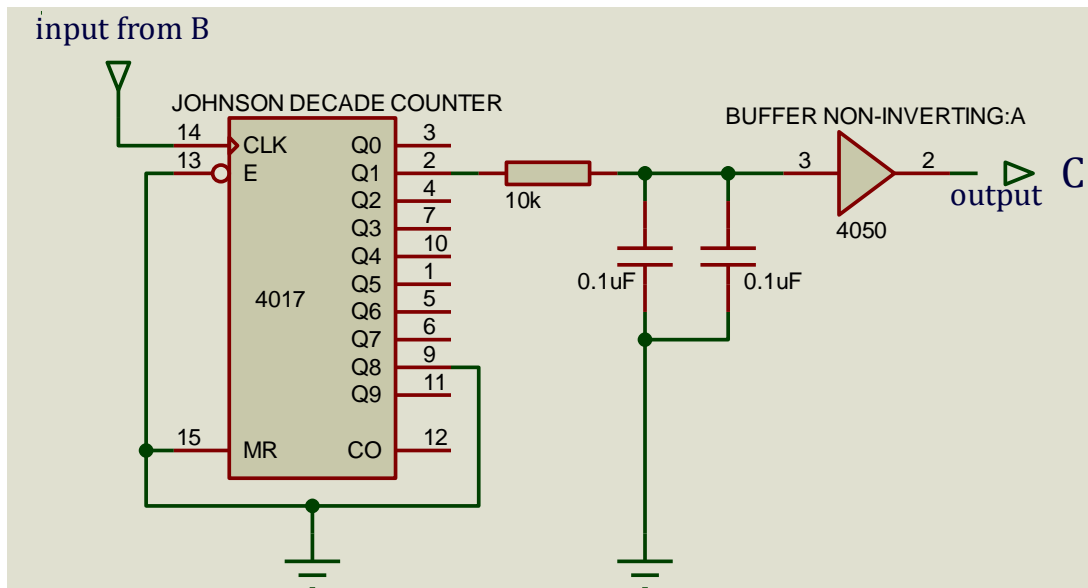 input from B
JOHNSON DECADE COUNTER
BUFFER NON-INVERTING:A
14 CLK Q0 3
13 E Q1 2
Q2 4
Q3 7
Q4 10
Q5 1
4017
Q6 5
Q7 6
Q8 9
Q9 11
15 MR CO 12
10k
0.1uF
0.1uF
3 2
4050
output C